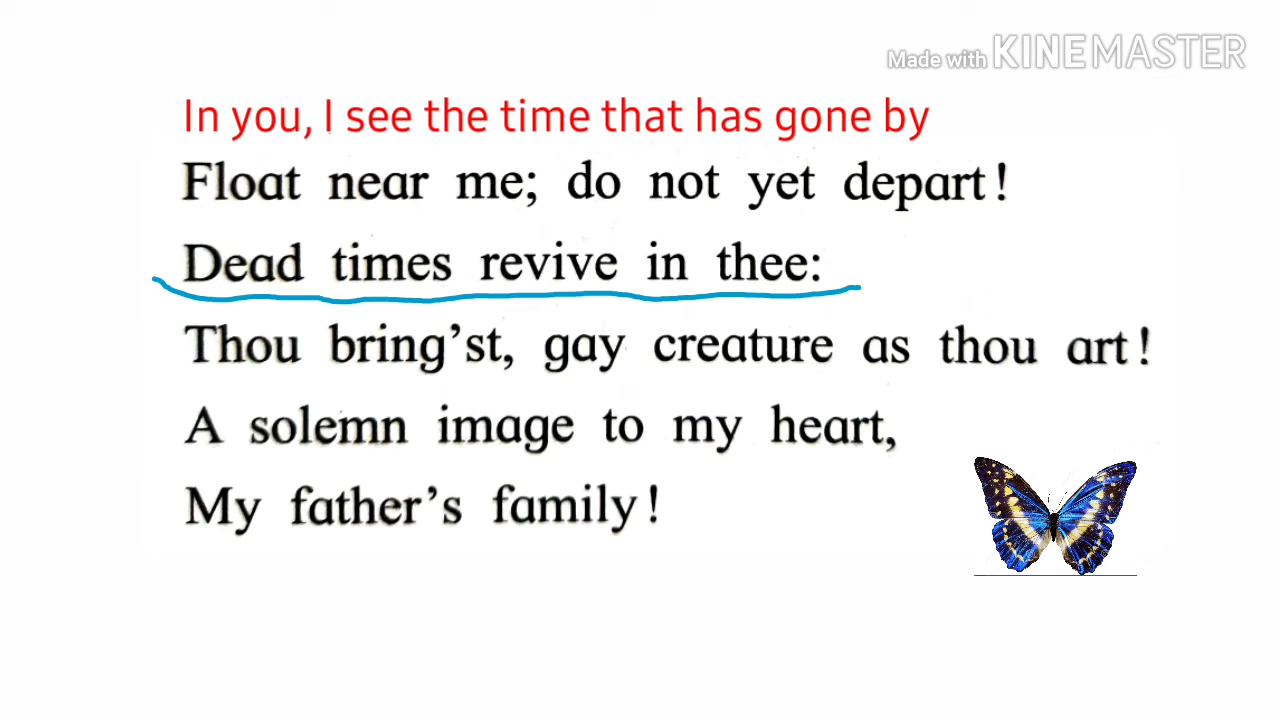 Made with KINEMASTER
In you, I see the time that has gone by
Float near me; do not yet depart!
Dead times revive in thee:
Thou bring’st, gay creature as thou art!
A solemn image to my heart,
My father’s family!